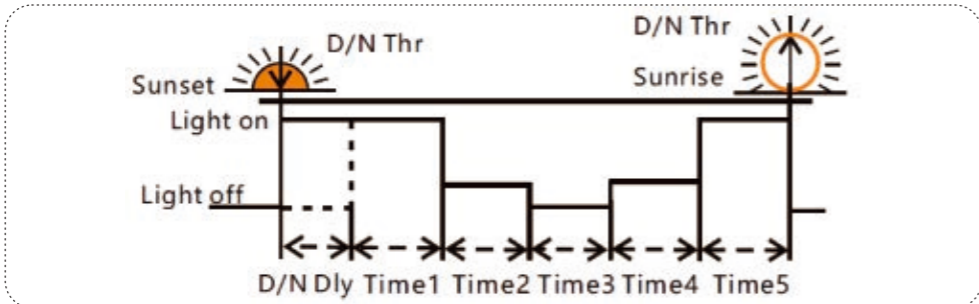 D/N Thr
D/N Thr
Sunset
Sunrise
Light on
Light off
D/N Dly Time1 Time2 Time3 Time4 Time5